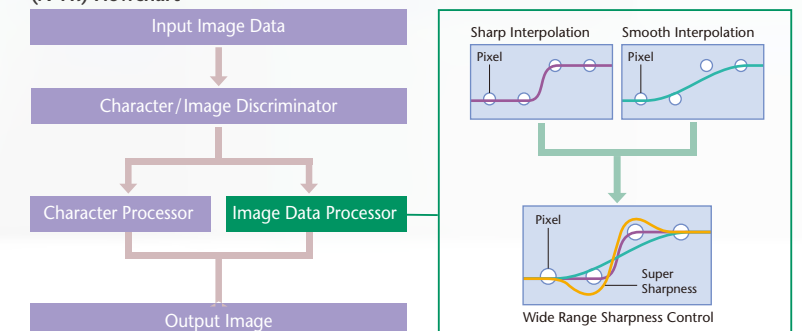 Input Image Data
Character/Image Discriminator
Character Processor
Image Data Processor
Output Image
Sharp Interpolation
Smooth Interpolation
Pixel
Pixel
Pixel
Super
Sharpness
Wide Range Sharpness Control